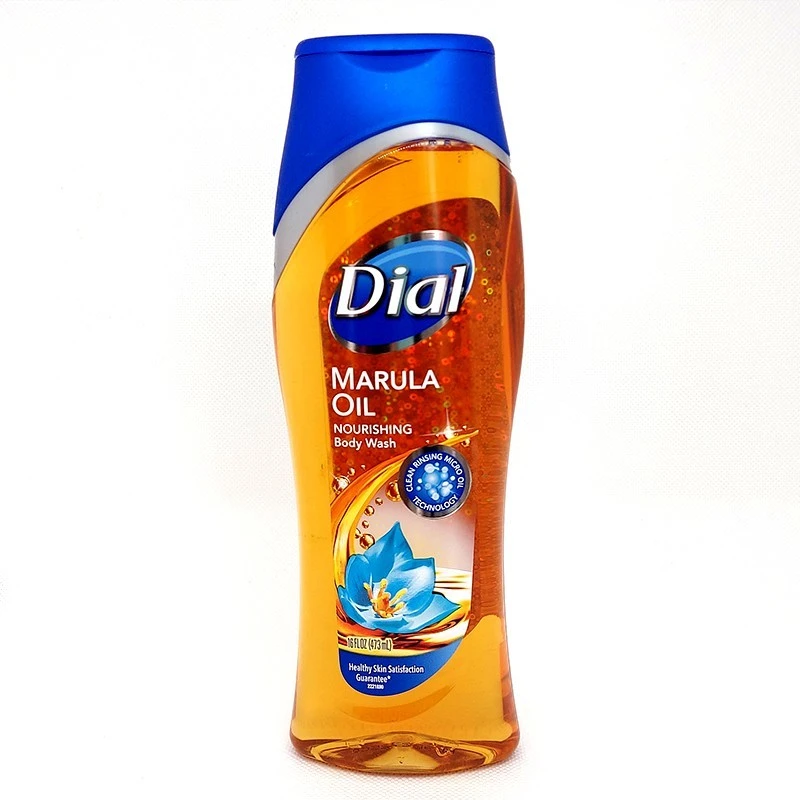 Dial
MARULA
OIL
NOURISHING
Body Wash
CLEAN RINSING MICRO OIL
TECHNOLOGY
16 FL OZ (473 mL)
Healthy Skin Satisfaction
Guarantee*
2321830